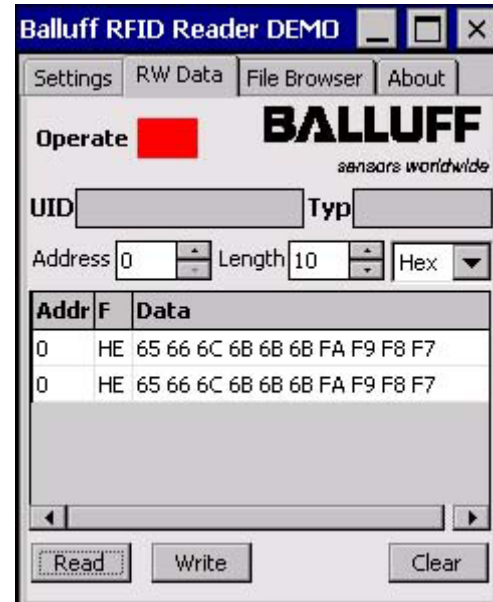 Balluff RFID Reader DEMO
Settings RW Data File Browser About
Operate BALLUFF
sensors worldwide
UID Typ
Address 0 Length 10 Hex
Addr F Data
0 HE 65 66 6C 6B 6B 6B FA F9 F8 F7
0 HE 65 66 6C 6B 6B 6B FA F9 F8 F7
Read Write Clear